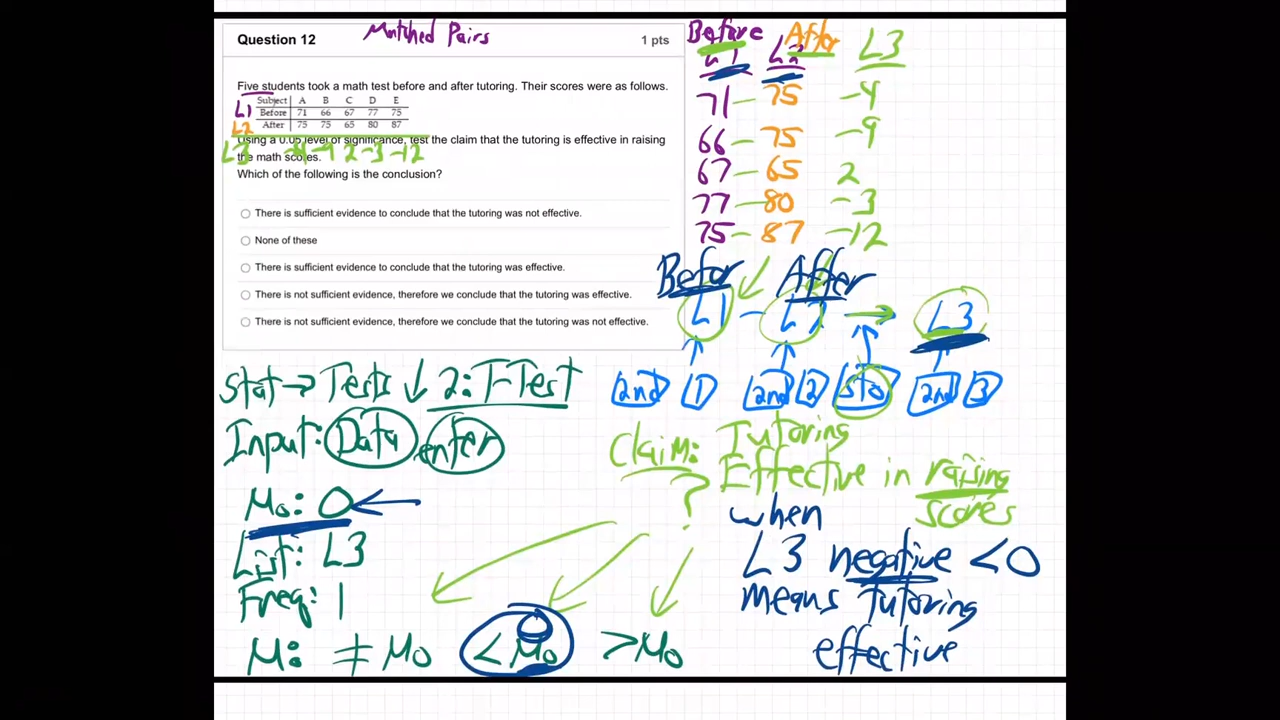 Question 12
Matched Pairs
1 pts
Five students took a math test before and after tutoring. Their scores were as follows.
Subject A B C D E
L1 Before 71 66 67 77 75
L2 After 75 75 65 80 87
Using a 0.05 level of significance, test the claim that the tutoring is effective in raising
L3 -4 -9 2 -3 -12
the math scores.
Which of the following is the conclusion?
There is sufficient evidence to conclude that the tutoring was not effective.
None of these
There is sufficient evidence to conclude that the tutoring was effective.
There is not sufficient evidence, therefore we conclude that the tutoring was effective.
There is not sufficient evidence, therefore we conclude that the tutoring was not effective.
Before After
L1 L2 L3
71 - 75 -4
66 - 75 -9
67 - 65 2
77 - 80 -3
75 - 87 -12
Befor After
L1 - L2 → L3
2nd 1 2nd 2 sto 2nd 3
Stat → Tests ↓ 2: T-Test
Input: Data enter
M0: 0
List: L3
Freq: 1
M: ≠ M0 < M0 > M0
0
Claim: Tutoring
Effective in raising
scores
?
when
L3 negative < 0
means tutoring
effective